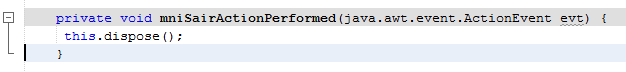 private void mniSairActionPerformed(java.awt.event.ActionEvent evt) {
this.dispose();
}